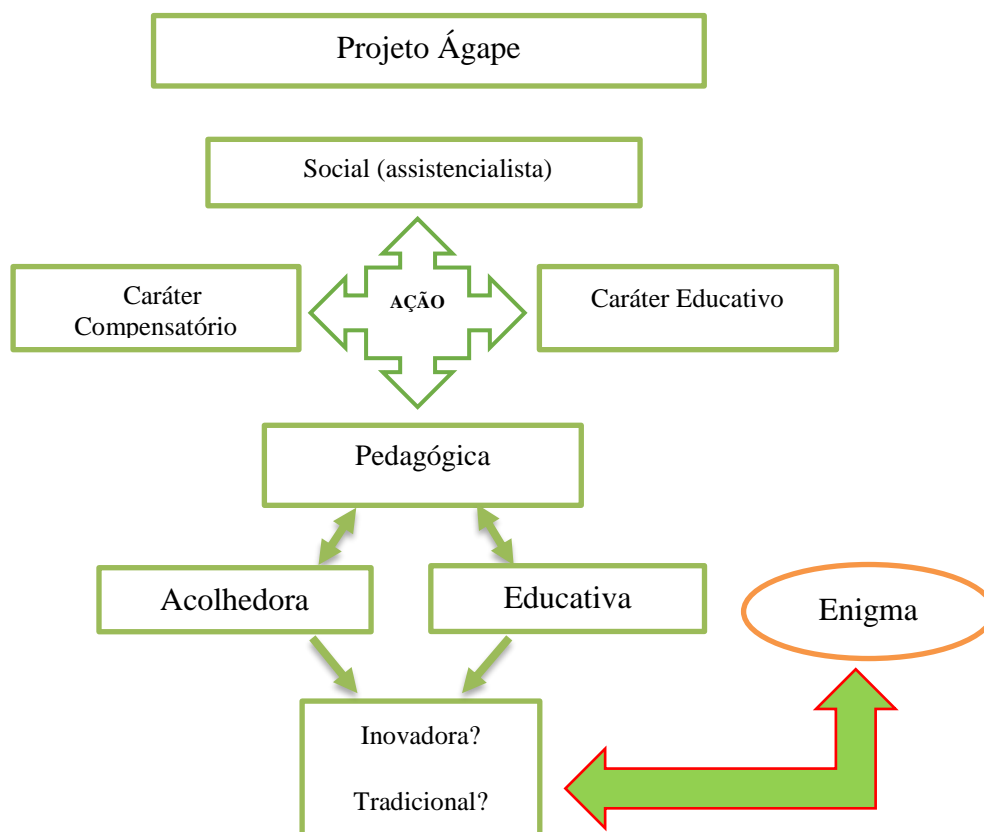 Projeto Ágape
Social (assistencialista)
Caráter
Compensatório
AÇÃO
Caráter Educativo
Pedagógica
Acolhedora
Educativa
Enigma
Inovadora?
Tradicional?